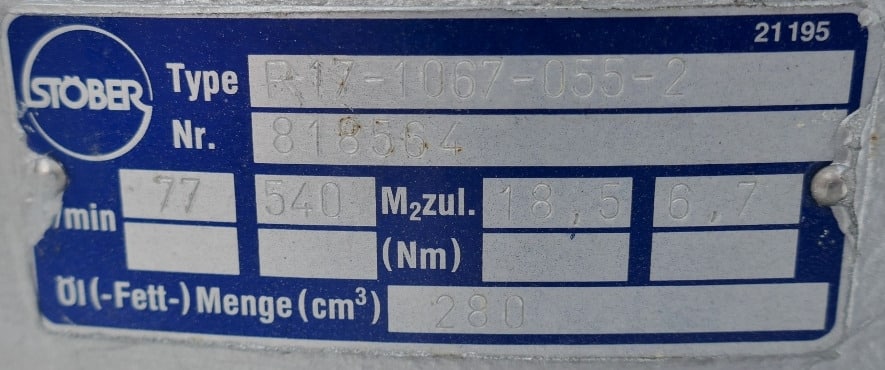 21195
STÖBER
Type R17-1067-055-2
Nr. 818564
/min 77 540 M₂zul. 18,5 6,7
(Nm)
Öl(-Fett-)Menge(cm³) 280